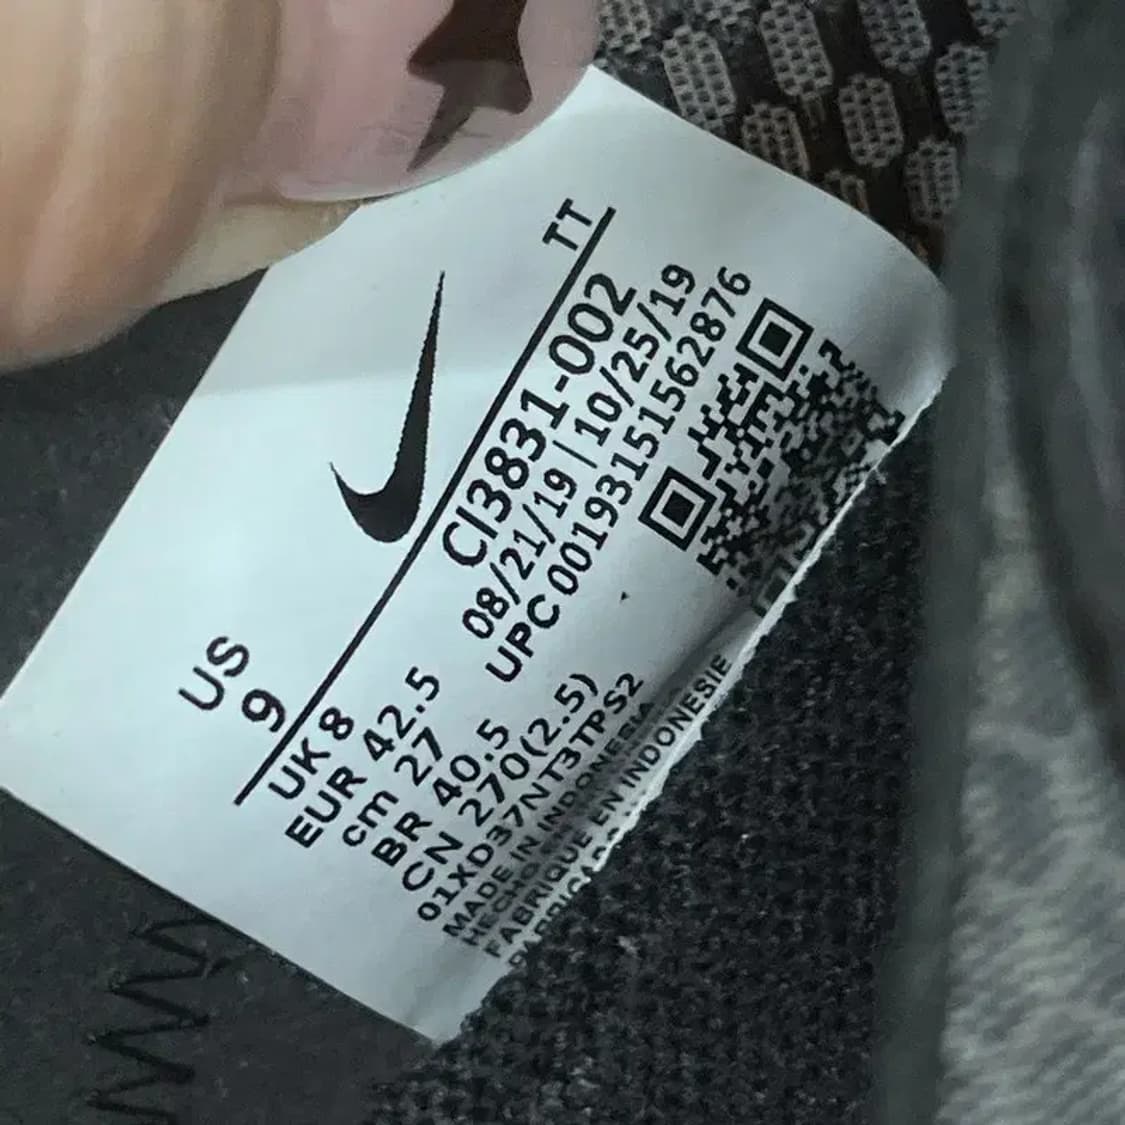 TT
US
9
CI3831-002
08/21/19 | 10/25/19
UPC 00193151562876
UK 8
EUR 42.5
cm 27
BR 40.5
CN 270(2.5)
01XD37NT3TPS2
MADE IN INDONESIA
HECHO EN INDONESIA
FABRIQUE EN INDONESIE